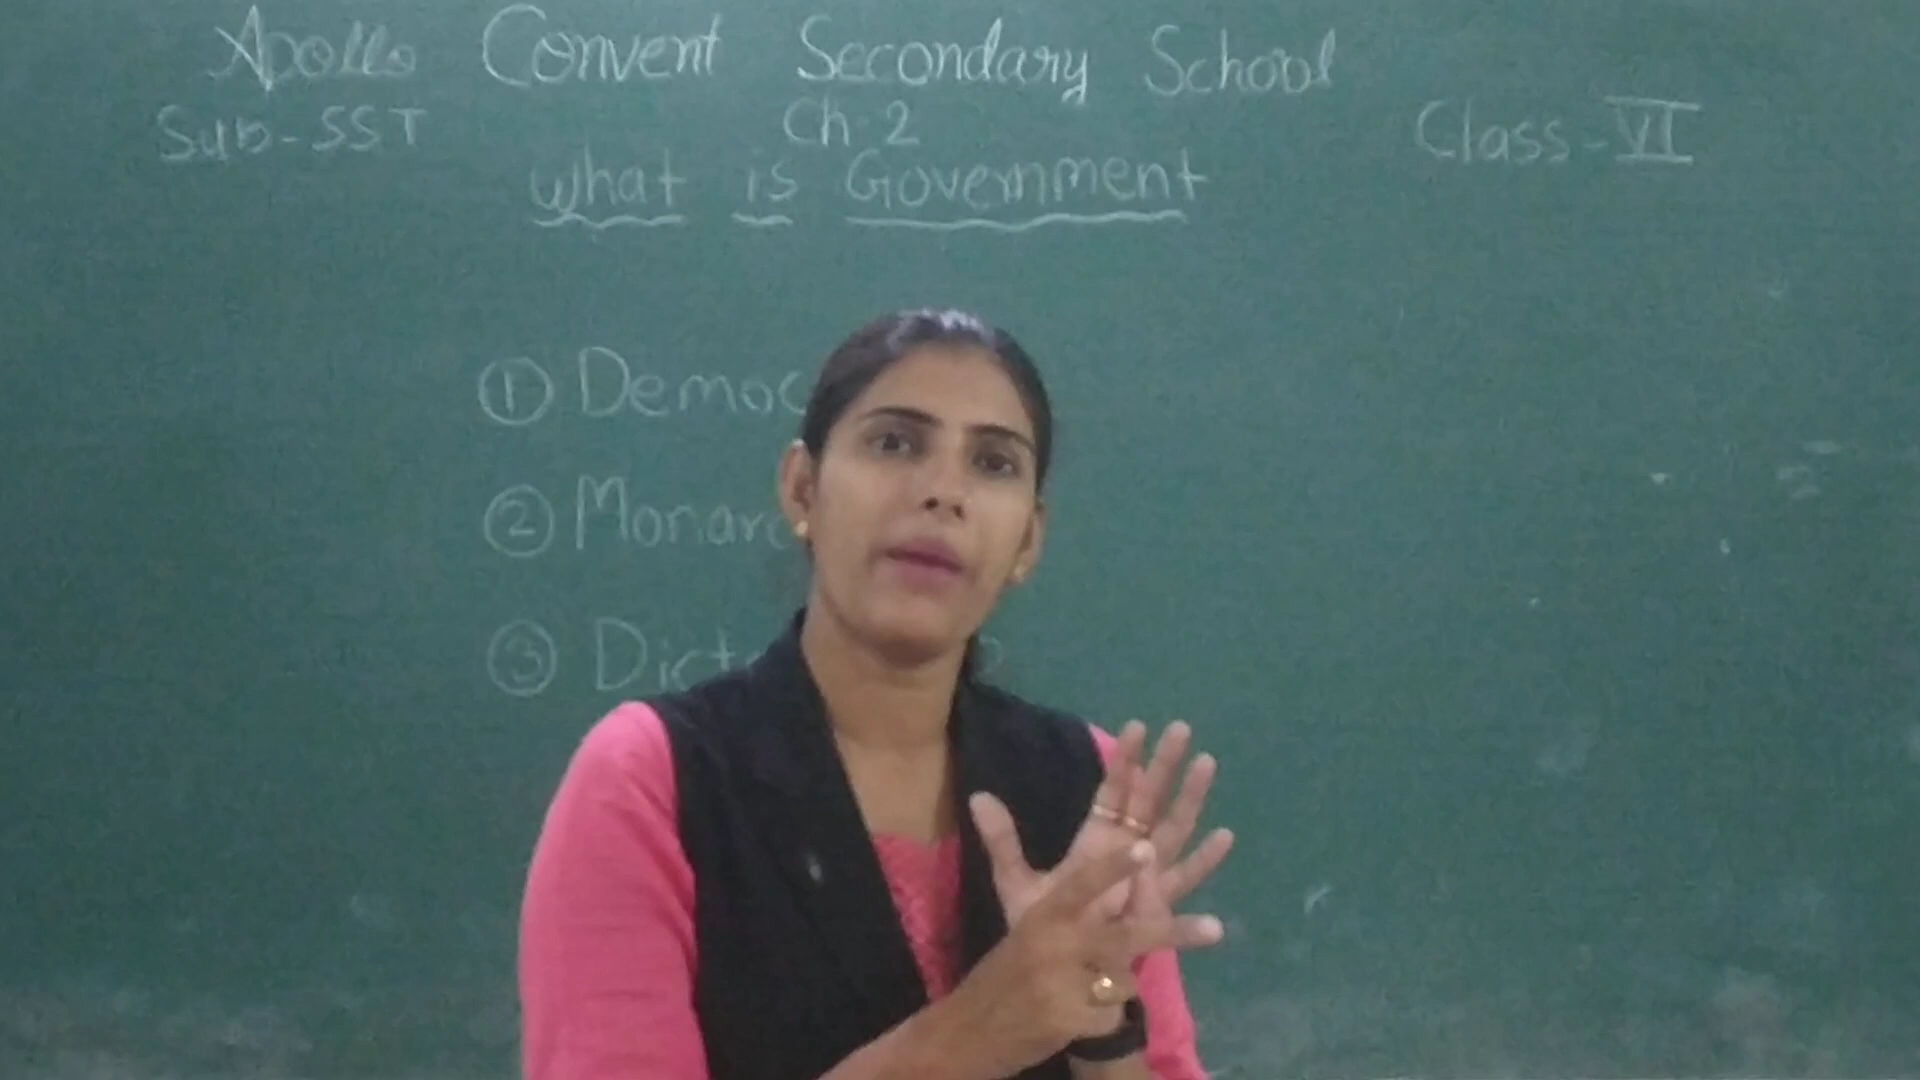 Apollo Convent Secondary School
Sub-SST Ch-2 Class-VI
What is Government
① Democ
② Monarc
③ Dict